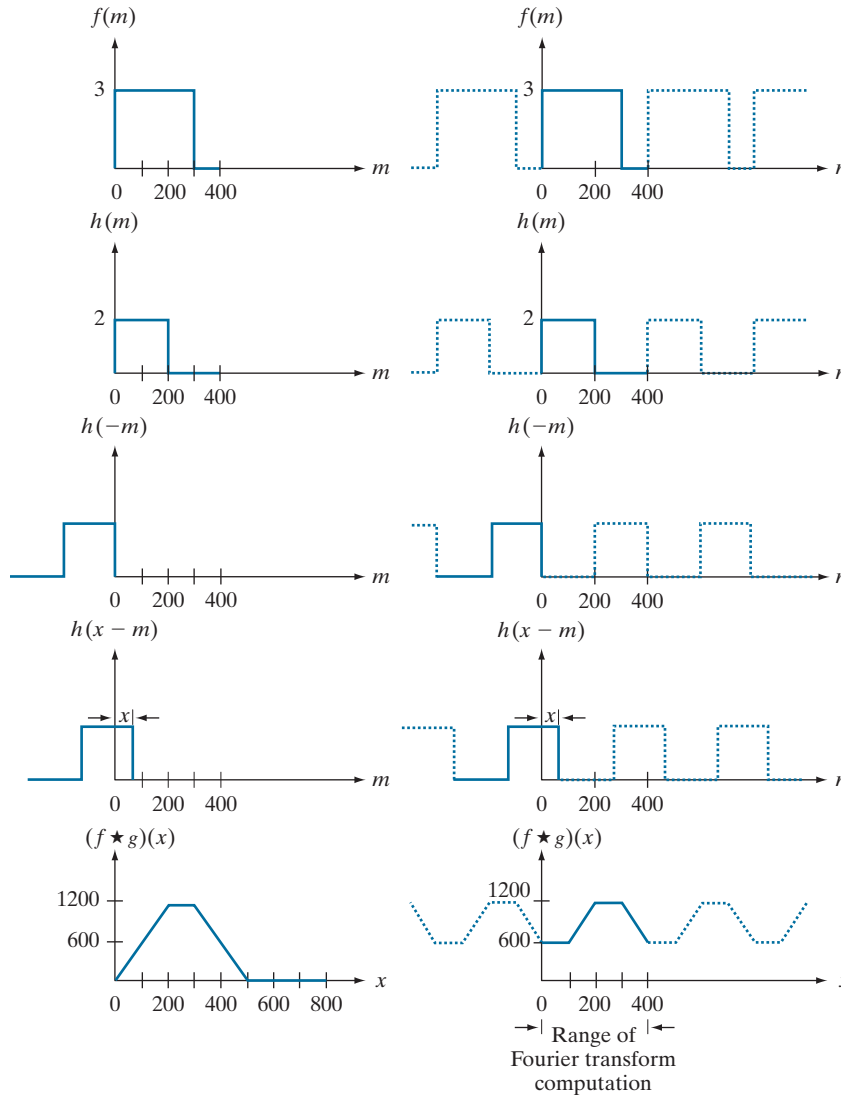 f(m) f(m)
3 3
m
0 200 400 0 200 400
h(m) h(m)
2 2
m
0 200 400 0 200 400
h(−m) h(−m)
m
0 200 400 0 200 400
h(x − m) h(x − m)
x x
m
0 200 400 0 200 400
(f ★ g)(x) (f ★ g)(x)
1200 1200
600 600
x
0 200 400 600 800 0 200 400
Range of
Fourier transform
computation